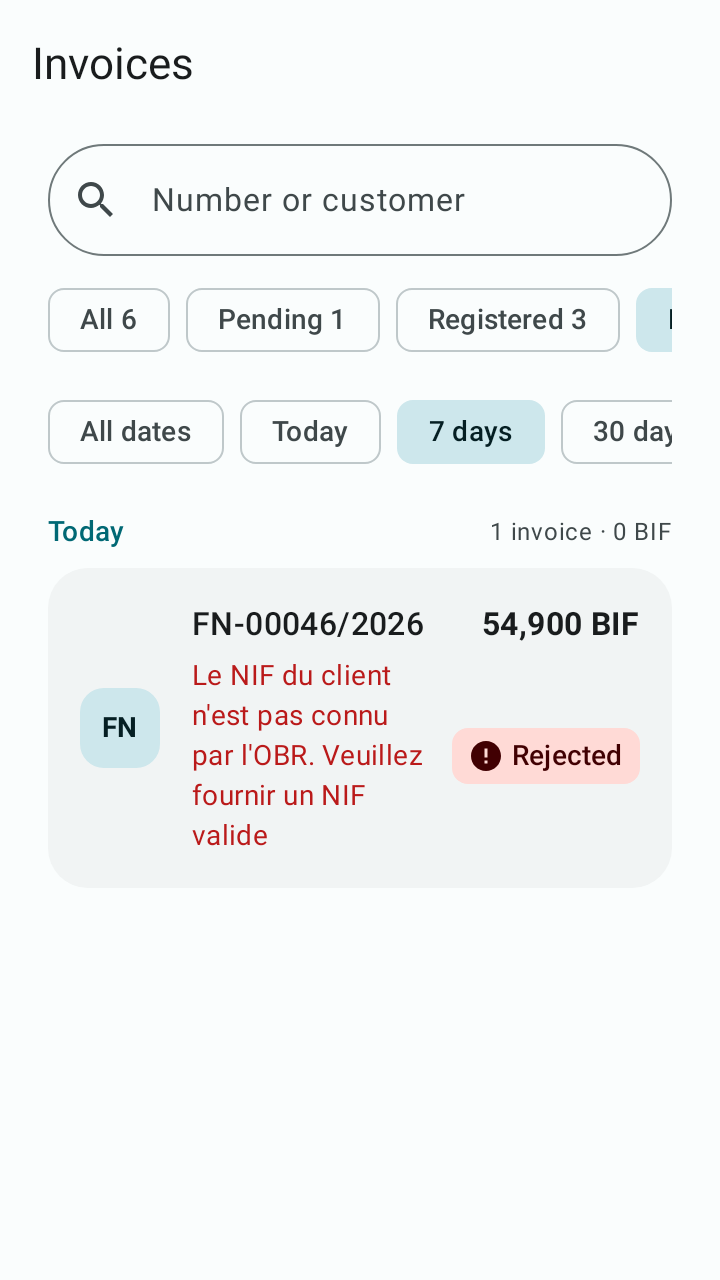 Invoices
Number or customer
All 6
Pending 1
Registered 3
All dates
Today
7 days
30 day
Today
1 invoice · 0 BIF
FN-00046/2026
54,900 BIF
Le NIF du client
n'est pas connu
par l'OBR. Veuillez
fournir un NIF
valide
FN
Rejected